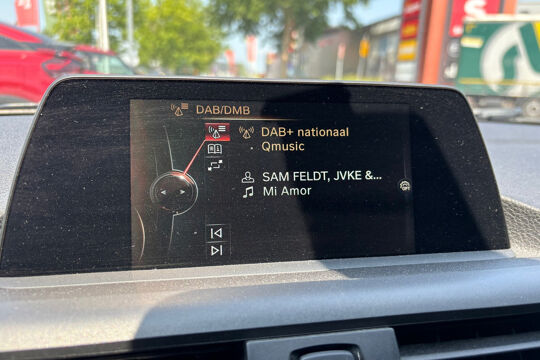 DAB/DMB
DAB+ nationaal
Qmusic
SAM FELDT, JVKE &...
Mi Amor